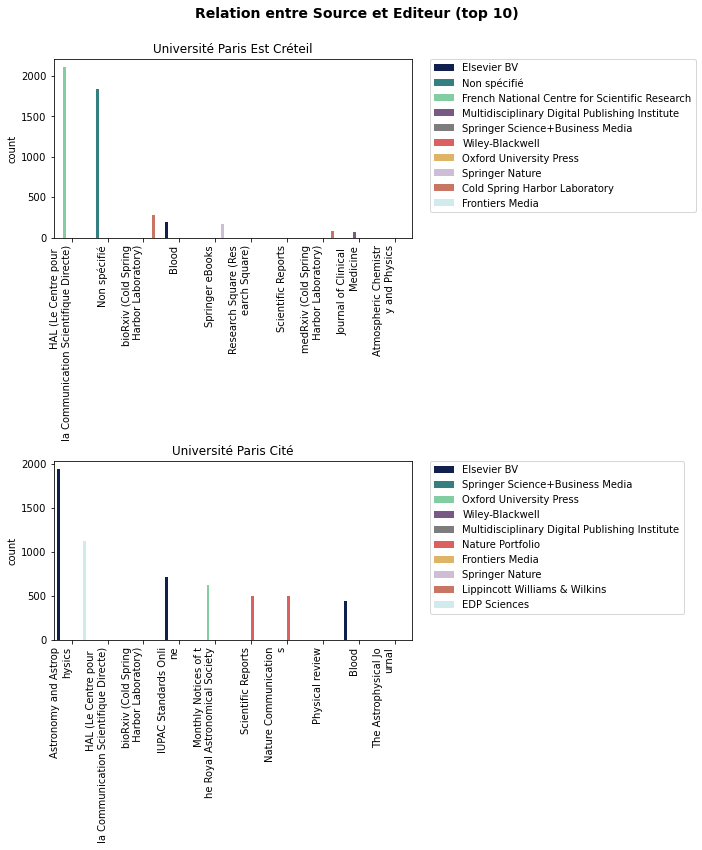 Relation entre Source et Editeur (top 10)
Université Paris Est Créteil
count
2000
1500
1000
500
0
HAL (Le Centre pour
la Communication Scientifique Directe)
Non spécifié
bioRxiv (Cold Spring
Harbor Laboratory)
Blood
Springer eBooks
Research Square (Res
earch Square)
Scientific Reports
medRxiv (Cold Spring
Harbor Laboratory)
Journal of Clinical
Medicine
Atmospheric Chemistr
y and Physics
Elsevier BV
Non spécifié
French National Centre for Scientific Research
Multidisciplinary Digital Publishing Institute
Springer Science+Business Media
Wiley-Blackwell
Oxford University Press
Springer Nature
Cold Spring Harbor Laboratory
Frontiers Media
Université Paris Cité
count
2000
1500
1000
500
0
Astronomy and Astrop
hysics
HAL (Le Centre pour
la Communication Scientifique Directe)
bioRxiv (Cold Spring
Harbor Laboratory)
IUPAC Standards Onli
ne
Monthly Notices of t
he Royal Astronomical Society
Scientific Reports
Nature Communication
s
Physical review
Blood
The Astrophysical Jo
urnal
Elsevier BV
Springer Science+Business Media
Oxford University Press
Wiley-Blackwell
Multidisciplinary Digital Publishing Institute
Nature Portfolio
Frontiers Media
Springer Nature
Lippincott Williams & Wilkins
EDP Sciences